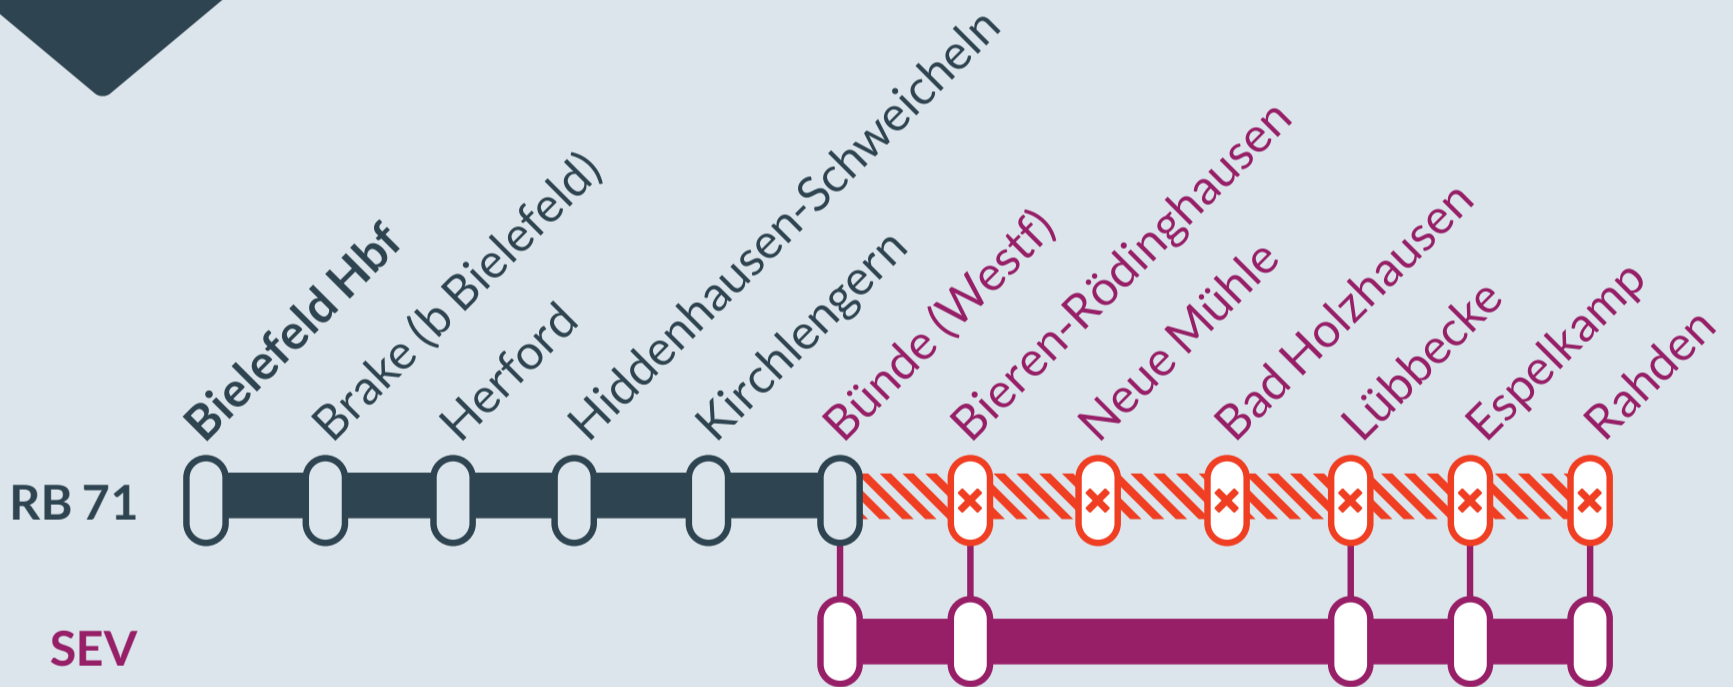 Bielefeld Hbf
Brake (b Bielefeld)
Herford
Hiddenhausen-Schweicheln
Kirchlengern
Bünde (Westf)
Bieren-Rödinghausen
Neue Mühle
Bad Holzhausen
Lübbecke
Espelkamp
Rahden
RB 71
SEV